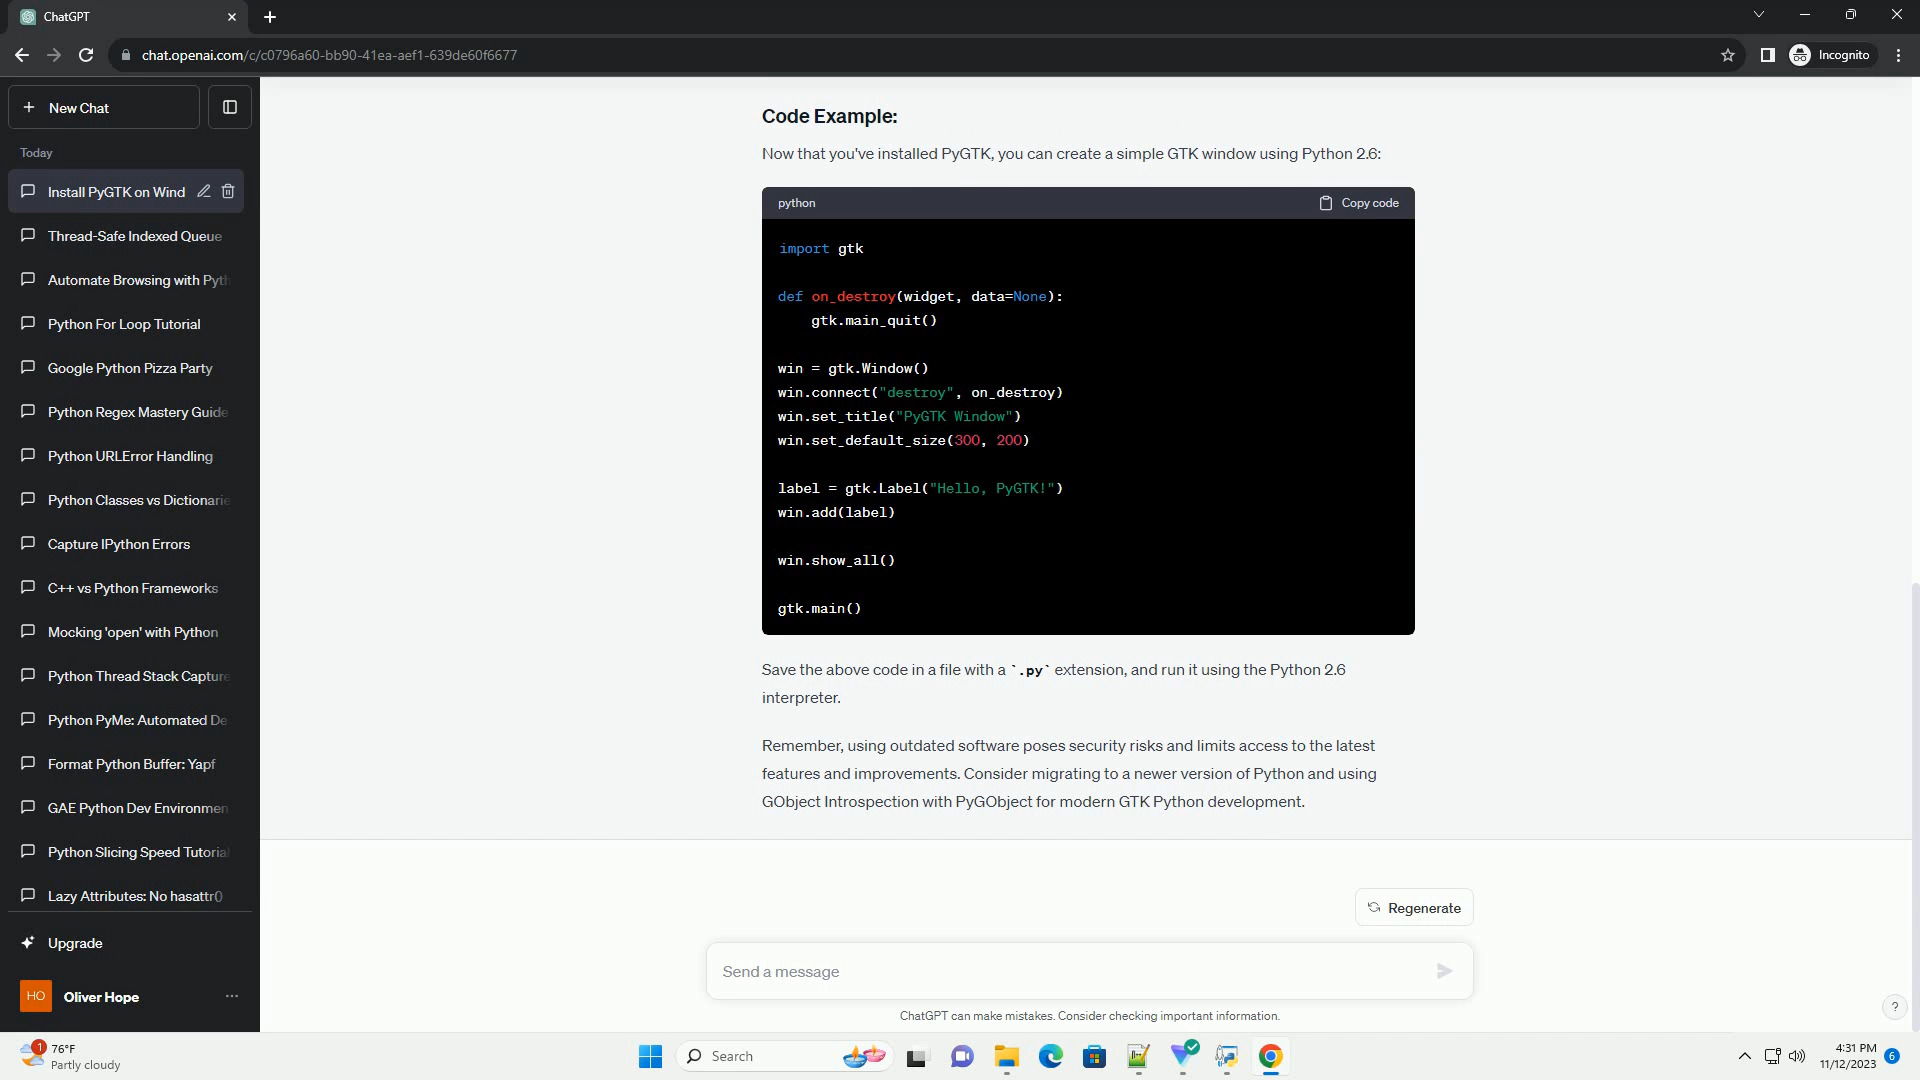 ChatGPT
chat.openai.com/c/c0796a60-bb90-41ea-aef1-639de60f6677
Incognito
New Chat
Today
Install PyGTK on Wind
Thread-Safe Indexed Queue
Automate Browsing with Pyth
Python For Loop Tutorial
Google Python Pizza Party
Python Regex Mastery Guide
Python URLError Handling
Python Classes vs Dictionarie
Capture IPython Errors
C++ vs Python Frameworks
Mocking 'open' with Python
Python Thread Stack Capture
Python PyMe: Automated De
Format Python Buffer: Yapf
GAE Python Dev Environmen
Python Slicing Speed Tutorial
Lazy Attributes: No hasattr()
Upgrade
HO Oliver Hope
Code Example:
Now that you've installed PyGTK, you can create a simple GTK window using Python 2.6:
python Copy code
import gtk
def on_destroy(widget, data=None):
gtk.main_quit()
win = gtk.Window()
win.connect("destroy", on_destroy)
win.set_title("PyGTK Window")
win.set_default_size(300, 200)
label = gtk.Label("Hello, PyGTK!")
win.add(label)
win.show_all()
gtk.main()
Save the above code in a file with a `.py` extension, and run it using the Python 2.6
interpreter.
Remember, using outdated software poses security risks and limits access to the latest
features and improvements. Consider migrating to a newer version of Python and using
GObject Introspection with PyGObject for modern GTK Python development.
Regenerate
Send a message
ChatGPT can make mistakes. Consider checking important information.
?
1
76°F
Partly cloudy
Search
4:31 PM
11/12/2023
6